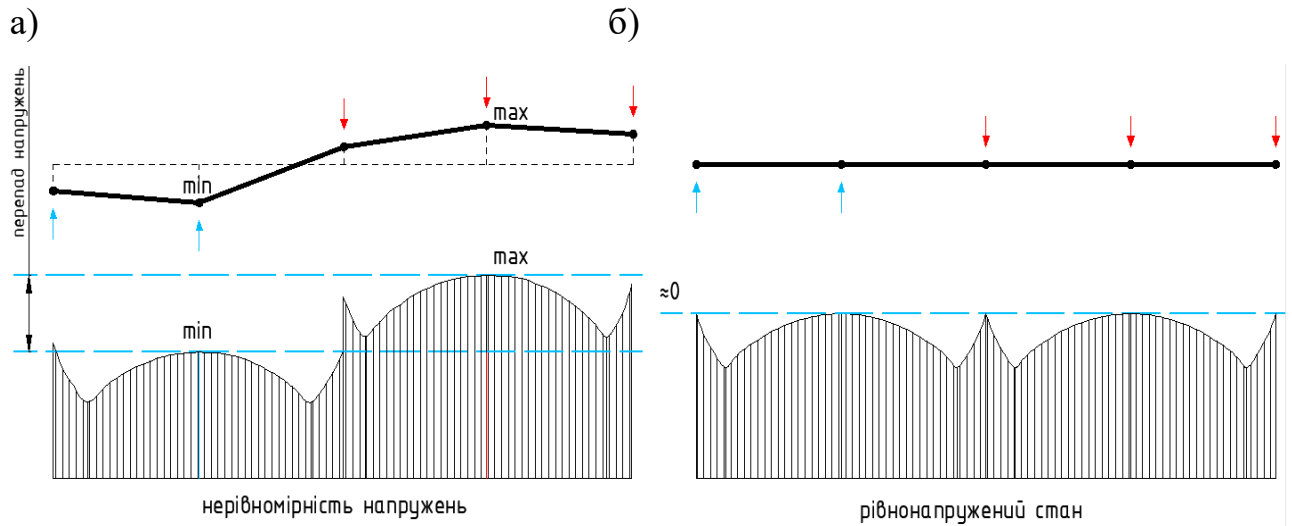 а)
б)
перепад напружень
max
min
max
min
≈0
нерівномірність напружень
рівнонапружений стан